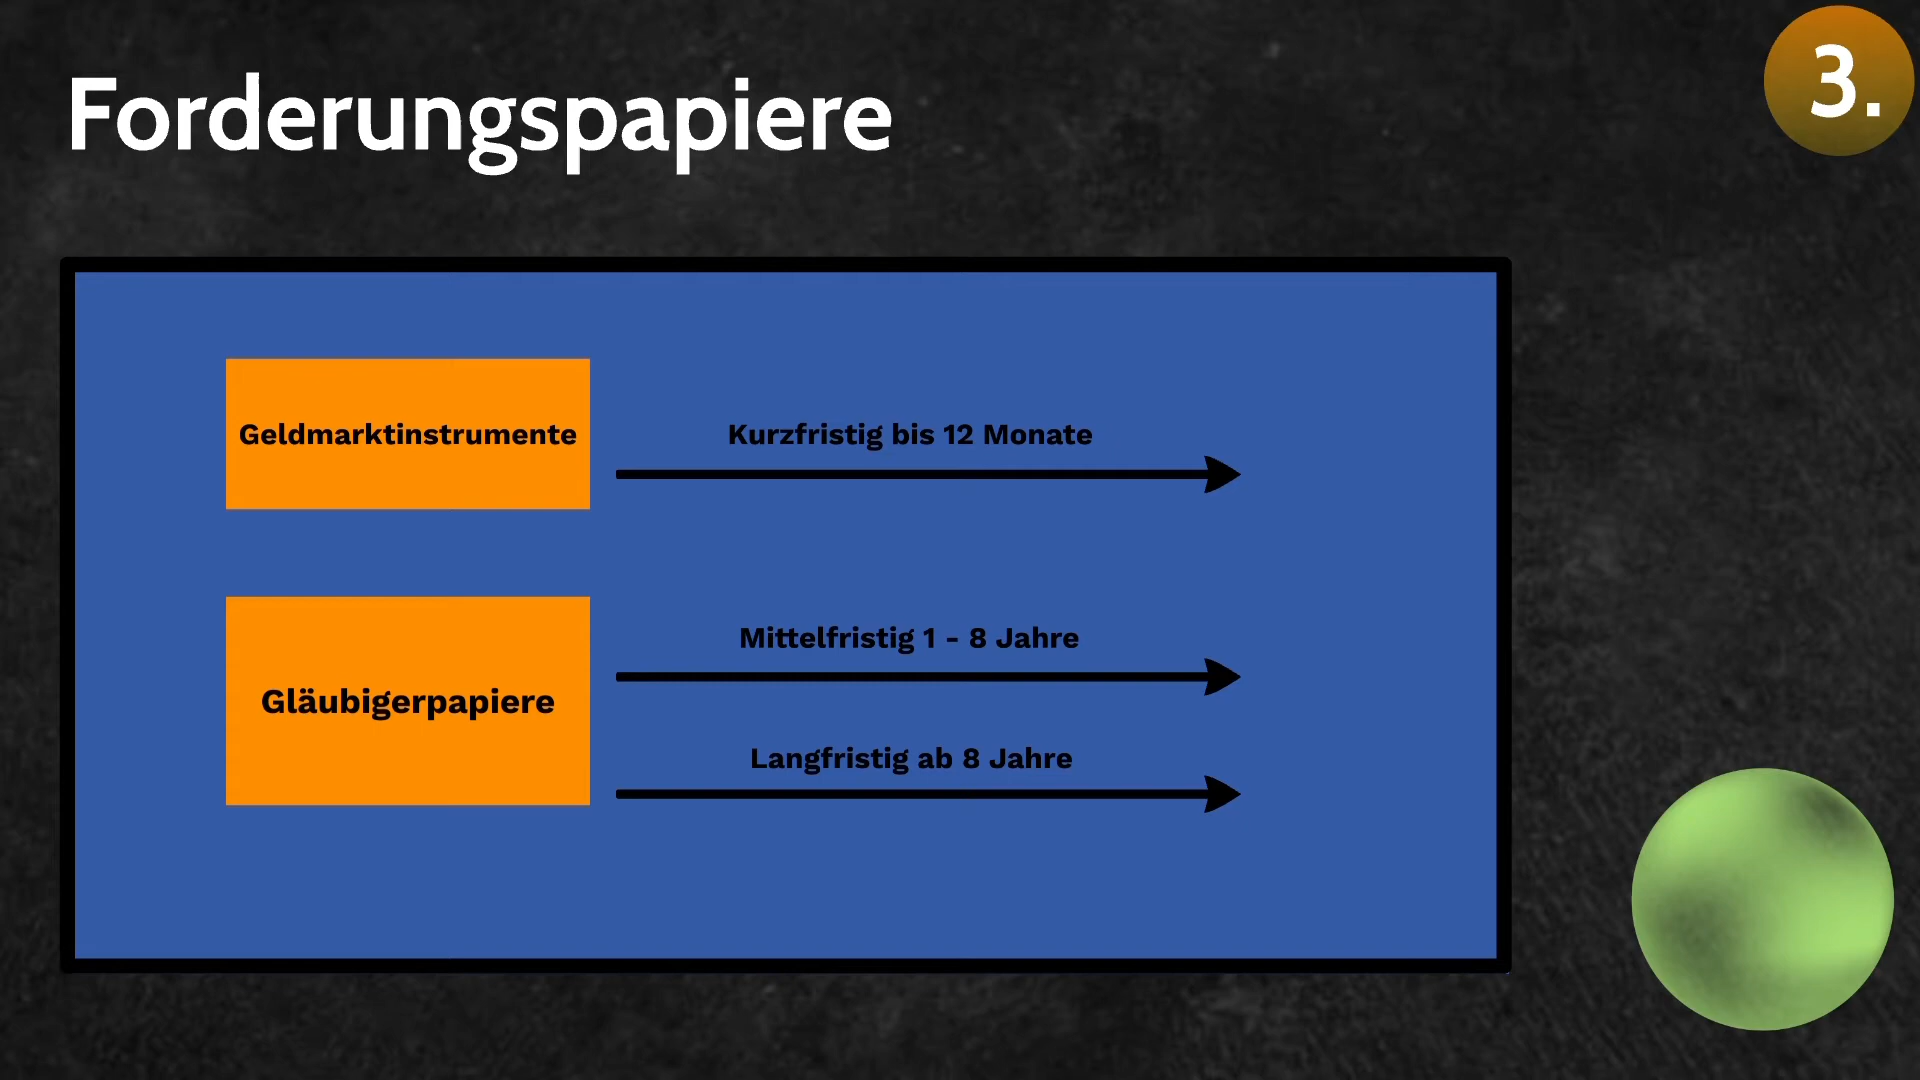 Forderungspapiere
3.
Geldmarktinstrumente
Kurzfristig bis 12 Monate
Gläubigerpapiere
Mittelfristig 1 - 8 Jahre
Langfristig ab 8 Jahre